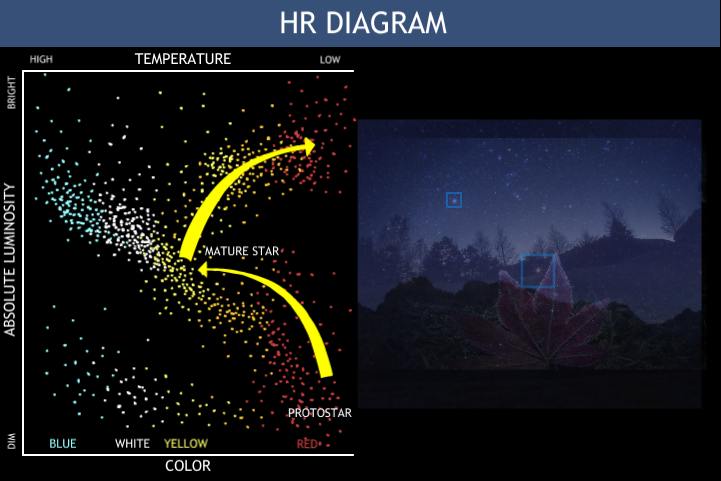 HR DIAGRAM
TEMPERATURE
HIGH
LOW
BRIGHT
ABSOLUTE LUMINOSITY
DIM
MATURE STAR
PROTOSTAR
BLUE
WHITE
YELLOW
RED
COLOR